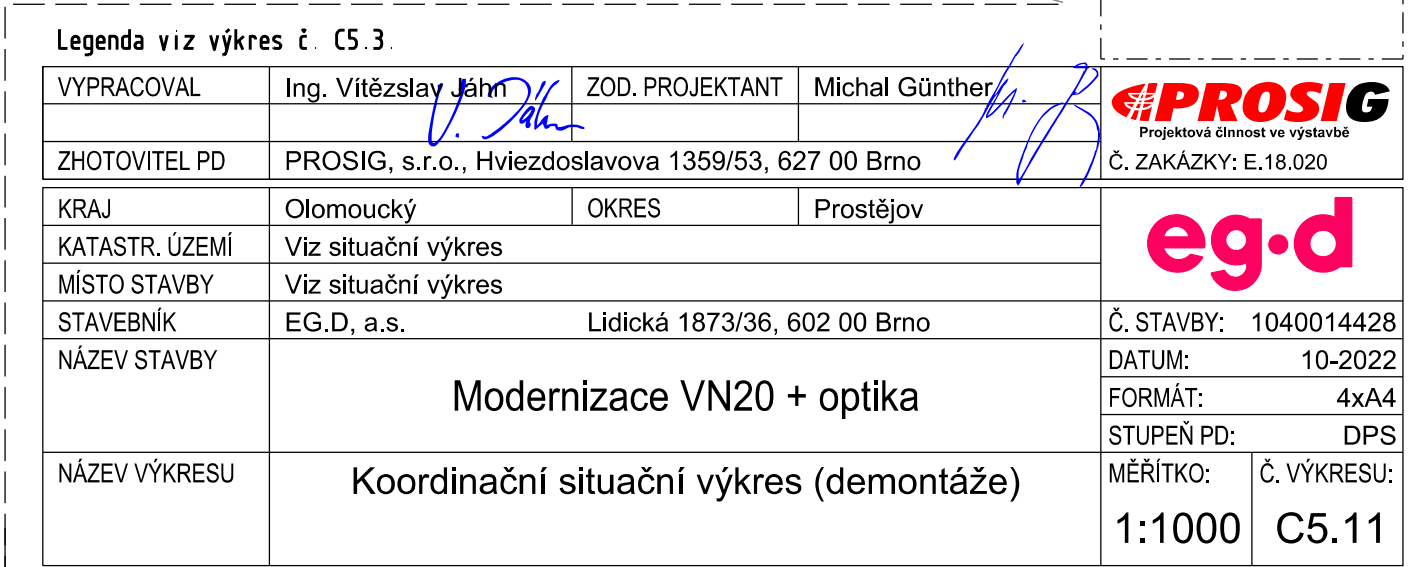 Legenda viz výkres č. C5.3.
VYPRACOVAL Ing. Vítězslav Jáhn ZOD. PROJEKTANT Michal Günther
V. Jáhn
PROSIG
Projektová činnost ve výstavbě
ZHOTOVITEL PD PROSIG, s.r.o., Hviezdoslavova 1359/53, 627 00 Brno Č. ZAKÁZKY: E.18.020
KRAJ Olomoucký OKRES Prostějov
eg·d
KATASTR. ÚZEMÍ Viz situační výkres
MÍSTO STAVBY Viz situační výkres
STAVEBNÍK EG.D, a.s. Lidická 1873/36, 602 00 Brno Č. STAVBY: 1040014428
NÁZEV STAVBY Modernizace VN20 + optika
DATUM: 10-2022
FORMÁT: 4xA4
STUPEŇ PD: DPS
NÁZEV VÝKRESU Koordinační situační výkres (demontáže)
MĚŘÍTKO: Č. VÝKRESU:
1:1000 C5.11